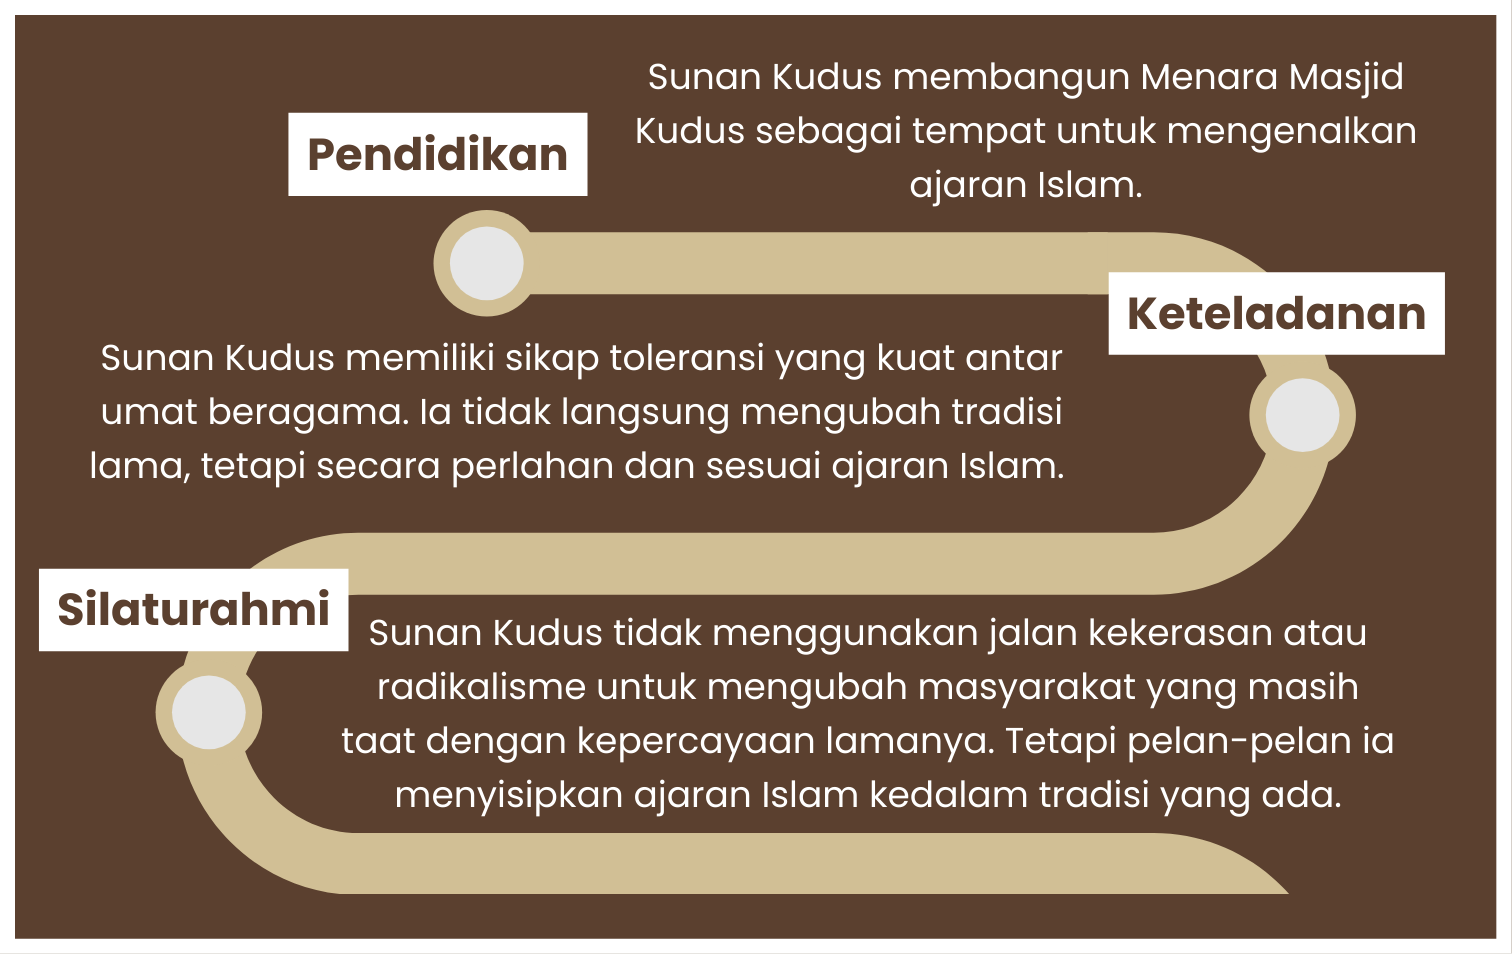 Pendidikan
Sunan Kudus membangun Menara Masjid
Kudus sebagai tempat untuk mengenalkan
ajaran Islam.
Keteladanan
Sunan Kudus memiliki sikap toleransi yang kuat antar
umat beragama. Ia tidak langsung mengubah tradisi
lama, tetapi secara perlahan dan sesuai ajaran Islam.
Silaturahmi
Sunan Kudus tidak menggunakan jalan kekerasan atau
radikalisme untuk mengubah masyarakat yang masih
taat dengan kepercayaan lamanya. Tetapi pelan-pelan ia
menyisipkan ajaran Islam kedalam tradisi yang ada.